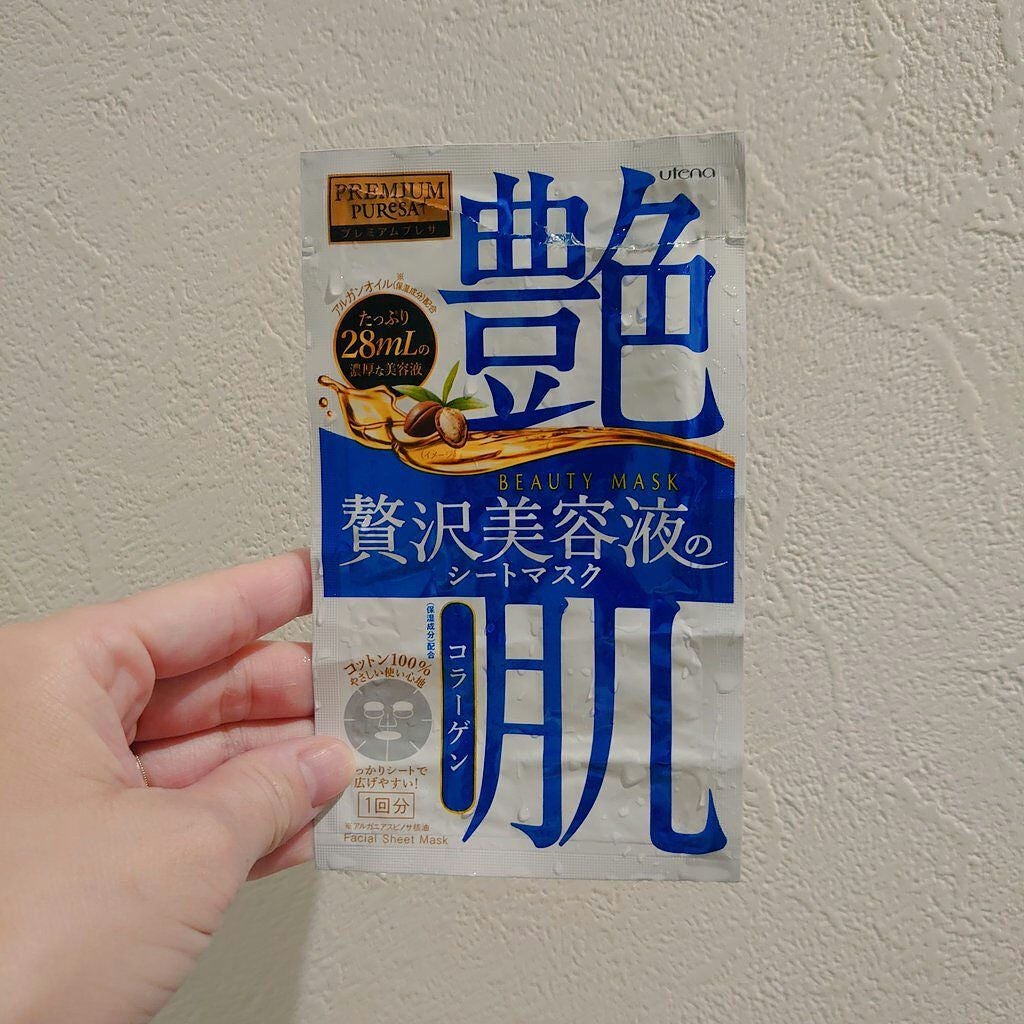 PREMIUM
PUReSA
プレミアムプレサ
utena
艶
アルガンオイル※(保湿成分)配合
たっぷり
28mLの
濃厚な美容液
(イメージ)
BEAUTY MASK
贅沢美容液の
シートマスク
肌
コラーゲン
(保湿成分)配合
コットン100%
やさしい使い心地
っかりシートで
広げやすい!
1回分
※アルガニアスピノサ核油
Facial Sheet Mask